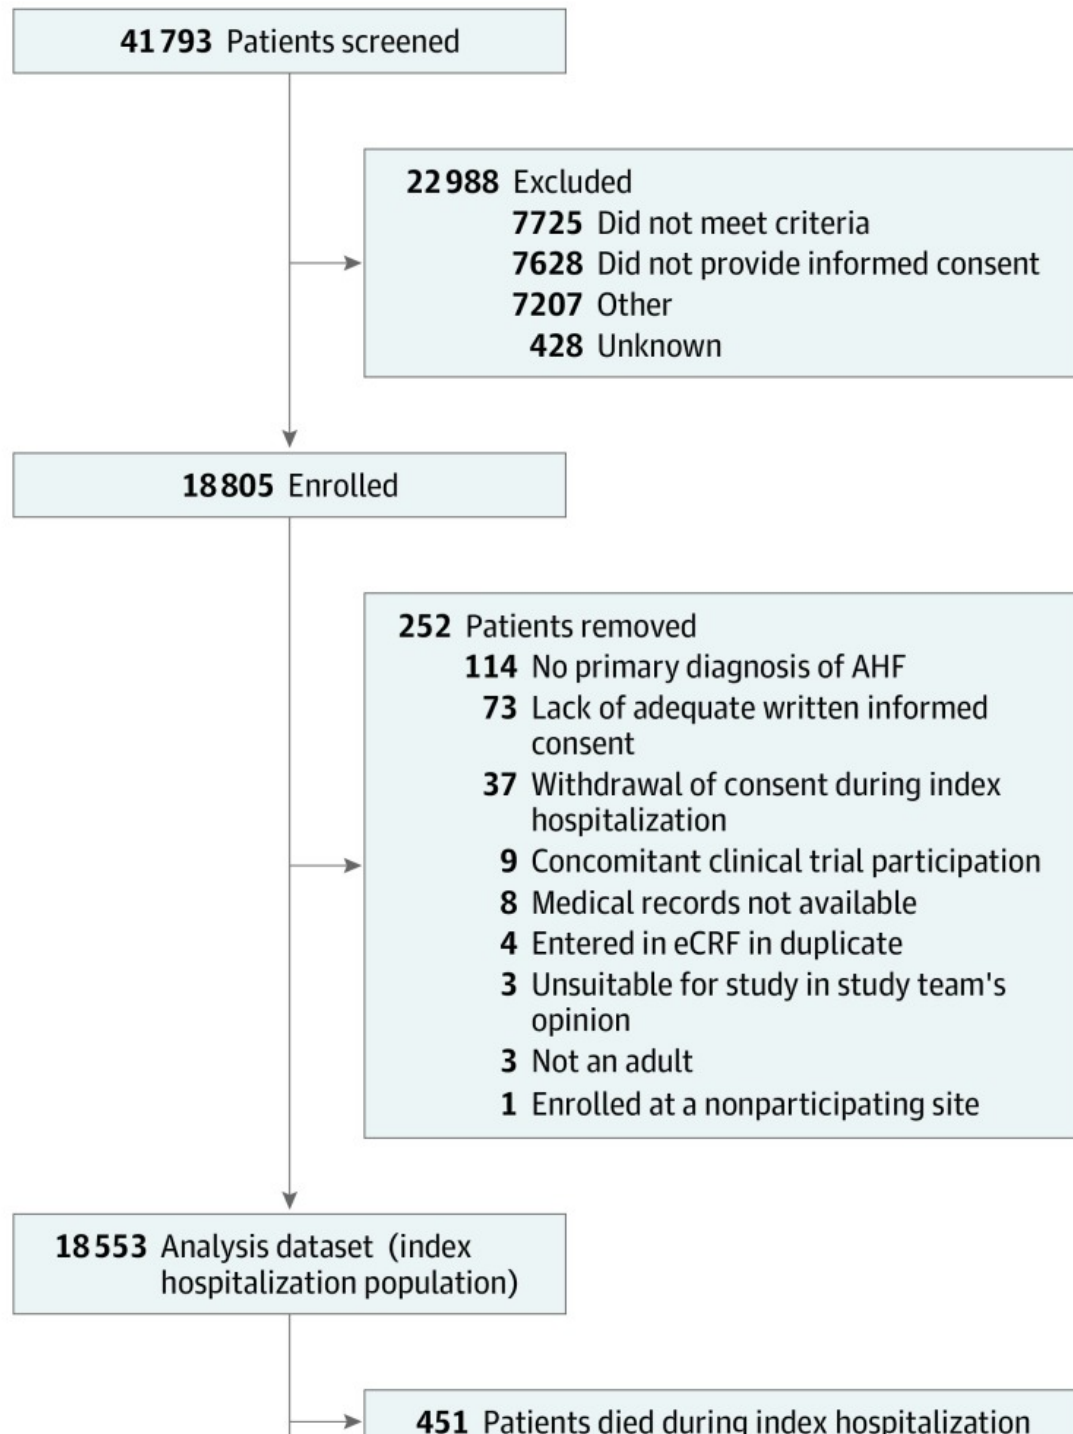 41793 Patients screened
22988 Excluded
7725 Did not meet criteria
7628 Did not provide informed consent
7207 Other
428 Unknown
18805 Enrolled
252 Patients removed
114 No primary diagnosis of AHF
73 Lack of adequate written informed
consent
37 Withdrawal of consent during index
hospitalization
9 Concomitant clinical trial participation
8 Medical records not available
4 Entered in eCRF in duplicate
3 Unsuitable for study in study team's
opinion
3 Not an adult
1 Enrolled at a nonparticipating site
18553 Analysis dataset (index
hospitalization population)
451 Patients died during index hospitalization